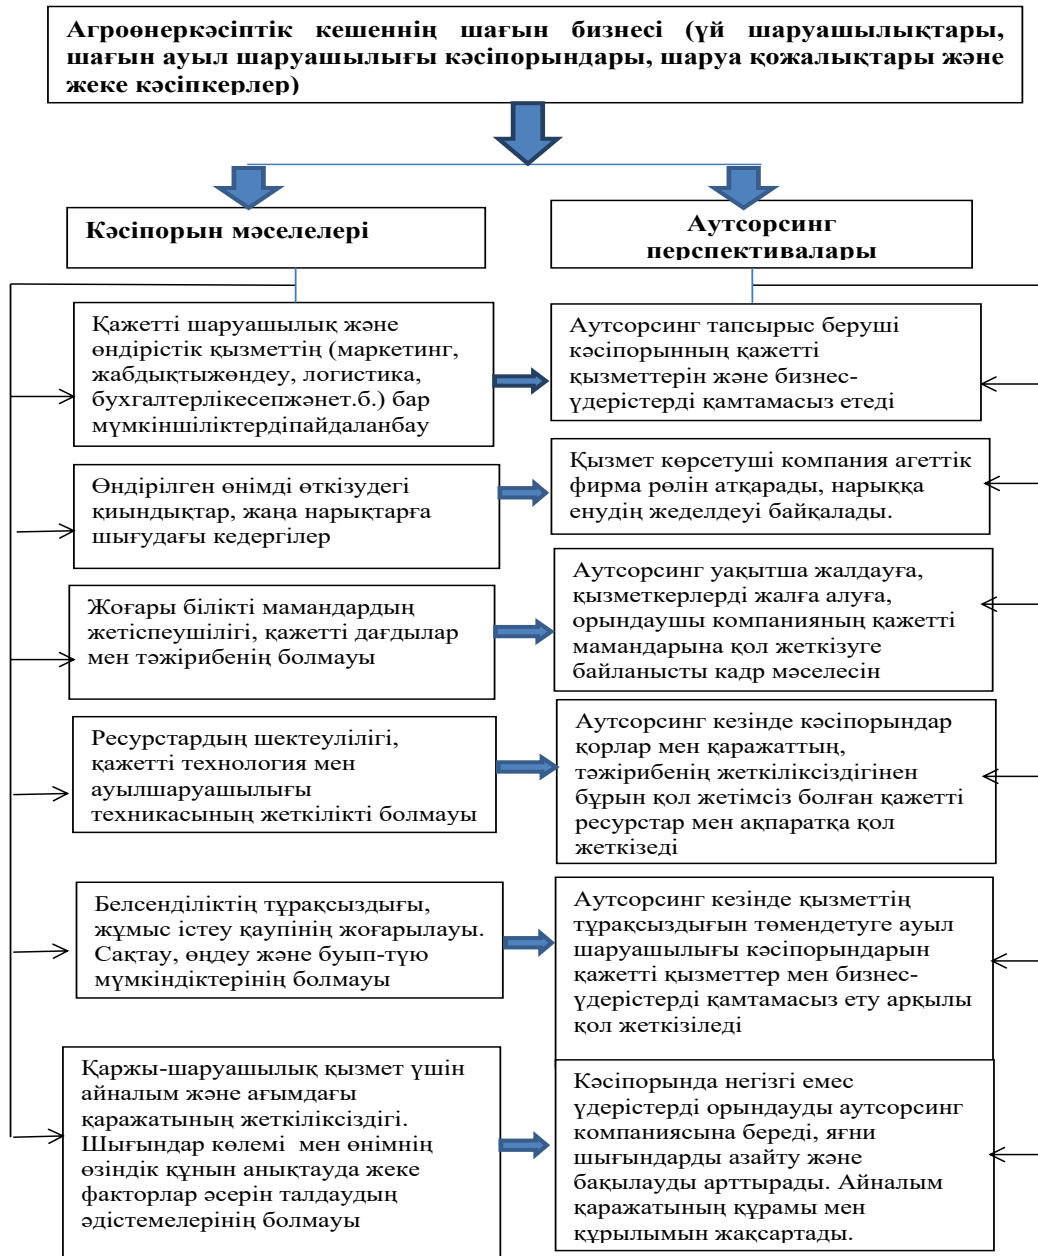 Агроөнеркәсіптік кешеннің шағын бизнесі (үй шаруашылықтары,
шағын ауыл шаруашылығы кәсіпорындары, шаруа қожалықтары және
жеке кәсіпкерлер)
Кәсіпорын мәселелері
Аутсорсинг
перспективалары
Қажетті шаруашылық және
өндірістік қызметтің (маркетинг,
жабдықтыжөндеу, логистика,
бухгалтерлікесепжәнет.б.) бар
мүмкіншіліктердіпайдаланбау
Аутсорсинг тапсырыс беруші
кәсіпорынның қажетті
қызметтерін және бизнес-
үдерістерді қамтамасыз етеді
Өндірілген өнімді өткізудегі
қиындықтар, жаңа нарықтарға
шығудағы кедергілер
Қызмет көрсетуші компания агеттік
фирма рөлін атқарады, нарыққа
енудің жеделдеуі байқалады.
Жоғары білікті мамандардың
жетіспеушілігі, қажетті дағдылар
мен тәжірибенің болмауы
Аутсорсинг уақытша жалдауға,
қызметкерлерді жалға алуға,
орындаушы компанияның қажетті
мамандарына қол жеткізуге
байланысты кадр мәселесін
Ресурстардың шектеулілігі,
қажетті технология мен
ауылшаруашылығы
техникасының жеткілікті болмауы
Аутсорсинг кезінде кәсіпорындар
қорлар мен қаражаттың,
тәжірибенің жеткіліксіздігінен
бұрын қол жетімсіз болған қажетті
ресурстар мен ақпаратқа қол
жеткізеді
Белсенділіктің тұрақсыздығы,
жұмыс істеу қаупінің жоғарылауы.
Сақтау, өңдеу және буып-түю
мүмкіндіктерінің болмауы
Аутсорсинг кезінде қызметтің
тұрақсыздығын төмендетуге ауыл
шаруашылығы кәсіпорындарын
қажетті қызметтер мен бизнес-
үдерістерді қамтамасыз ету арқылы
қол жеткізіледі
Қаржы-шаруашылық қызмет үшін
айналым және ағымдағы
қаражатының жеткіліксіздігі.
Шығындар көлемі  мен өнімнің
өзіндік құнын анықтауда жеке
факторлар әсерін талдаудың
әдістемелерінің болмауы
Кәсіпорында негізгі емес
үдерістерді орындауды аутсорсинг
компаниясына береді, яғни
шығындарды азайту және
бақылауды арттырады. Айналым
қаражатының құрамы мен
құрылымын жақсартады.